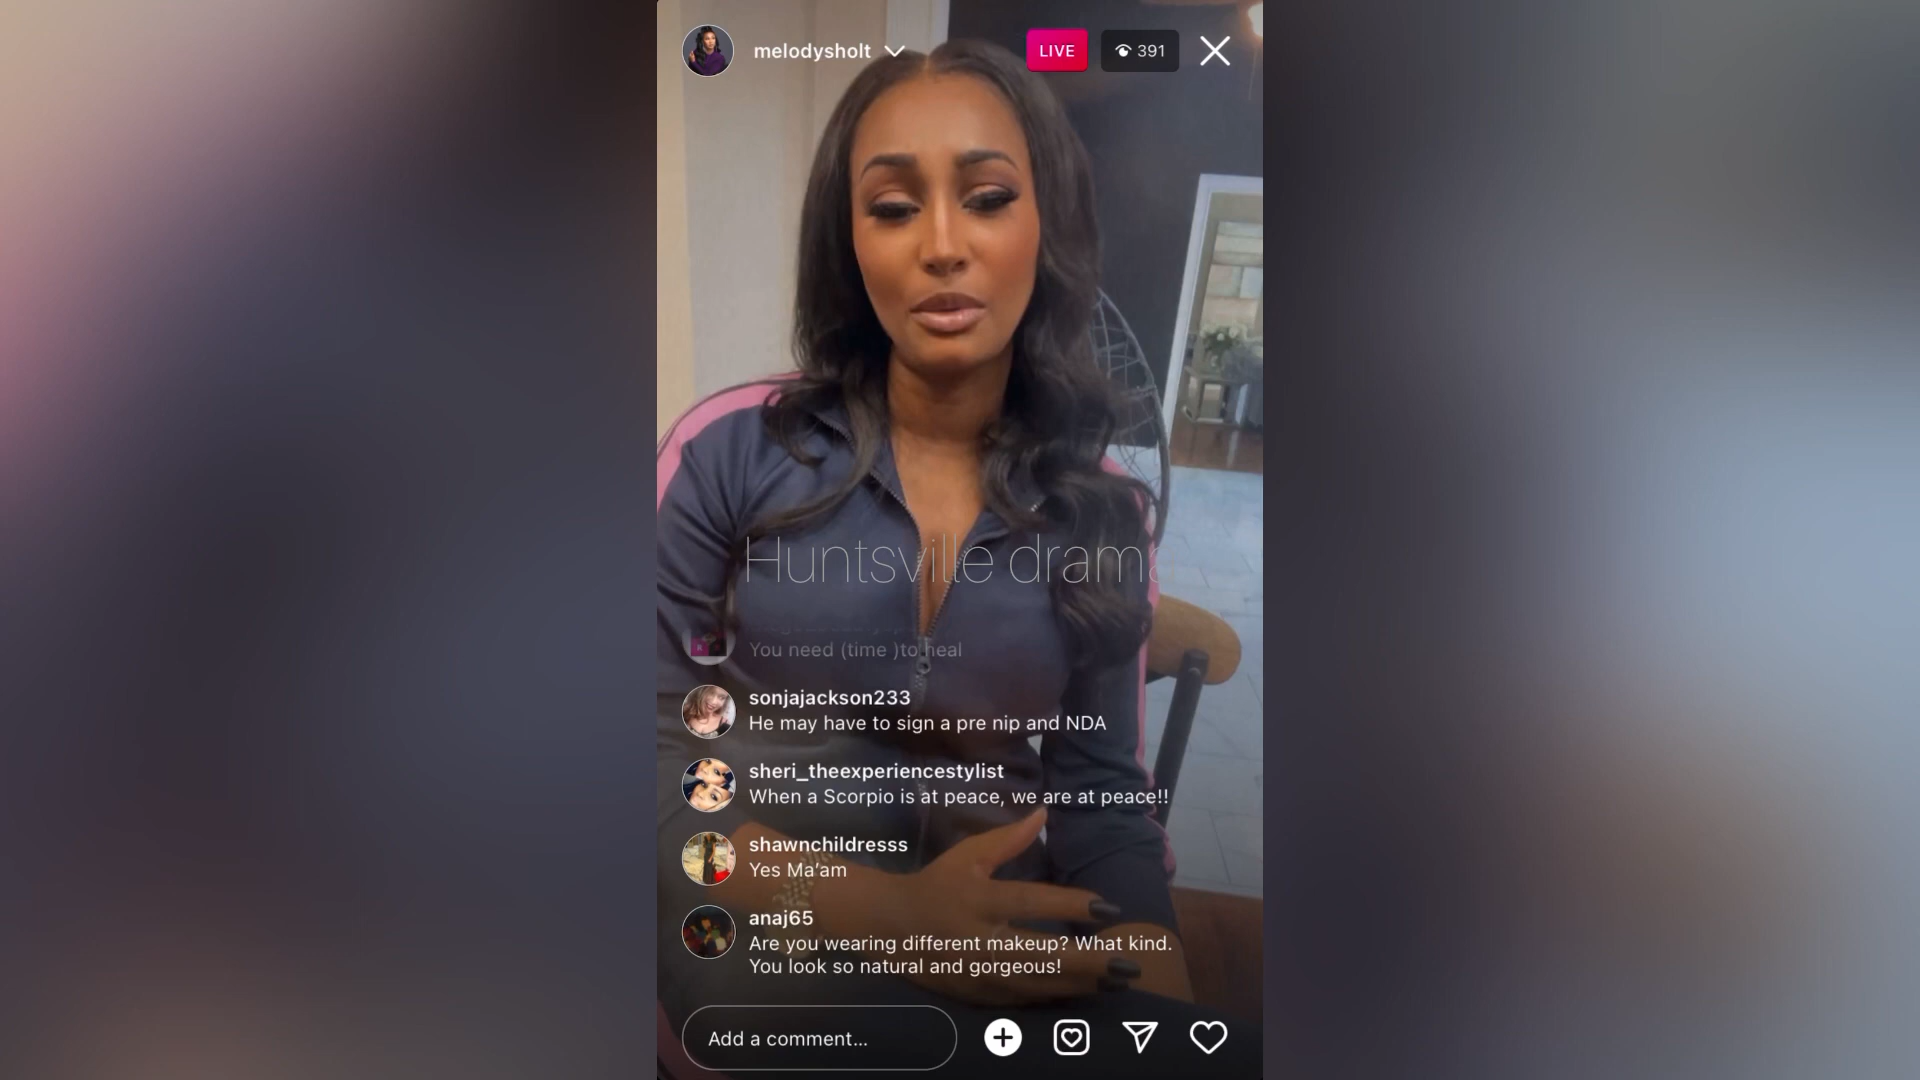 melodysholt
LIVE
391
Huntsville drama
You need (time )to heal
sonjajackson233
He may have to sign a pre nip and NDA
sheri_theexperiencestylist
When a Scorpio is at peace, we are at peace!!
shawnchildresss
Yes Ma’am
anaj65
Are you wearing different makeup? What kind.
You look so natural and gorgeous!
Add a comment...